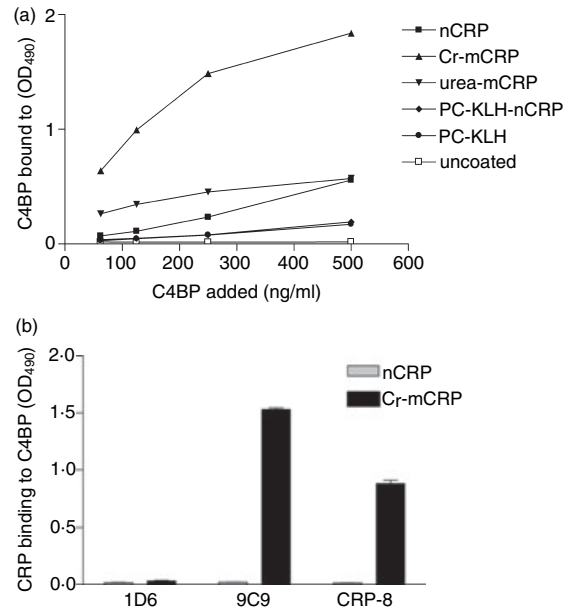 (a)
2
1
0
C4BP bound to (OD490)
0 100 200 300 400 500 600
C4BP added (ng/ml)
nCRP
Cr-mCRP
urea-mCRP
PC-KLH-nCRP
PC-KLH
uncoated
(b)
2·0
1·5
1·0
0·5
0·0
CRP binding to C4BP (OD490)
nCRP
Cr-mCRP
1D6 9C9 CRP-8